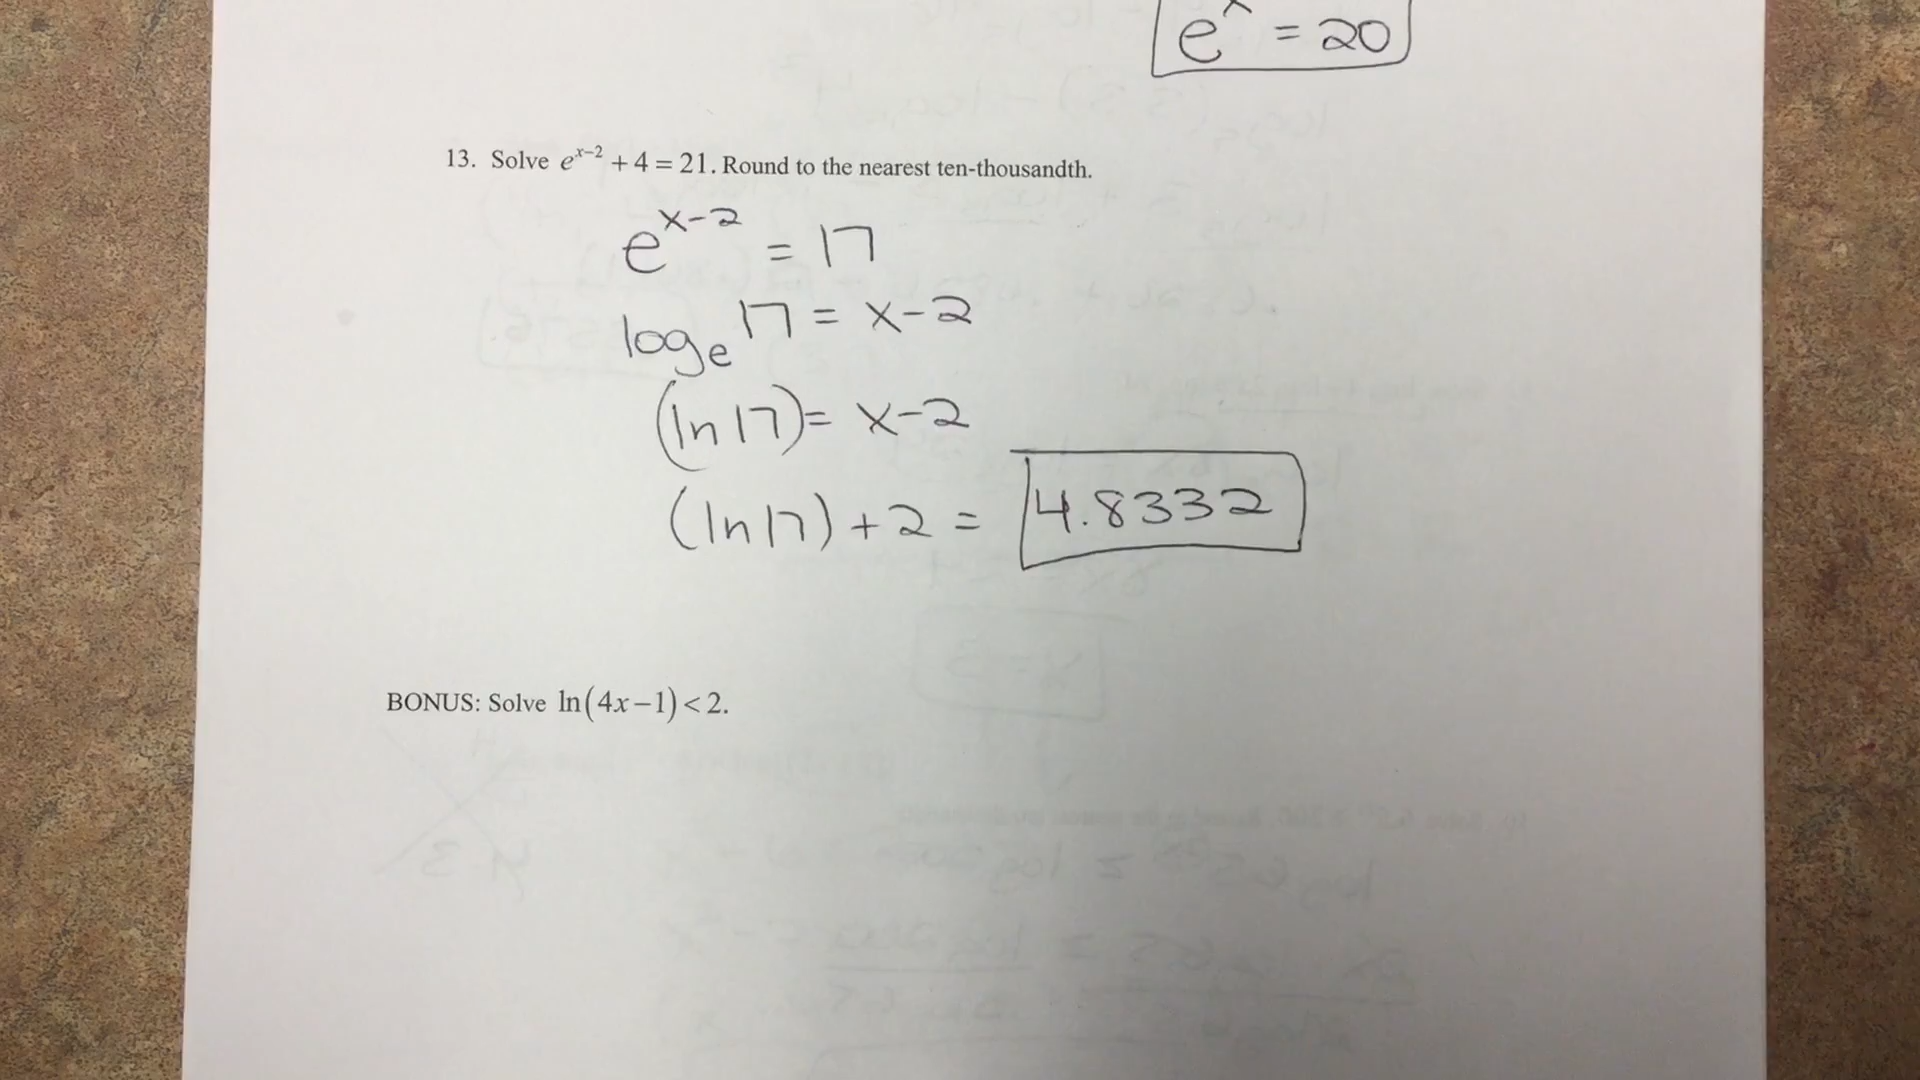 e^x = 20
13. Solve e^{x-2} + 4 = 21. Round to the nearest ten-thousandth.
e^{x-2} = 17
log_e 17 = x-2
(ln 17) = x-2
(ln 17) + 2 = 4.8332
BONUS: Solve ln(4x-1) < 2.